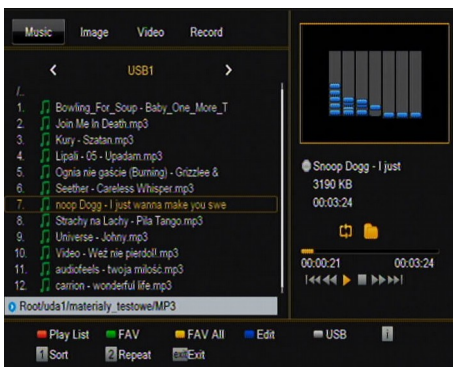 Music Image Video Record
USB1
/..
1. Bowling_For_Soup - Baby_One_More_T
2. Join Me In Death.mp3
3. Kury - Szatan.mp3
4. Lipali - 05 - Upadam.mp3
5. Ognia nie gaście (Burning) - Grizzlee &
6. Seether - Careless Whisper.mp3
7. noop Dogg - I just wanna make you swe
8. Strachy na Lachy - Pila Tango.mp3
9. Universe - Johny.mp3
10. Video - Weź nie pierdol!.mp3
11. audiofeels - twoja miłość.mp3
12. carrion - wonderful life.mp3
Root/uda1/materialy_testowe/MP3
Snoop Dogg - I just
3190 KB
00:03:24
00:00:21 00:03:24
Play List FAV FAV All Edit USB i
1 Sort 2 Repeat exit Exit